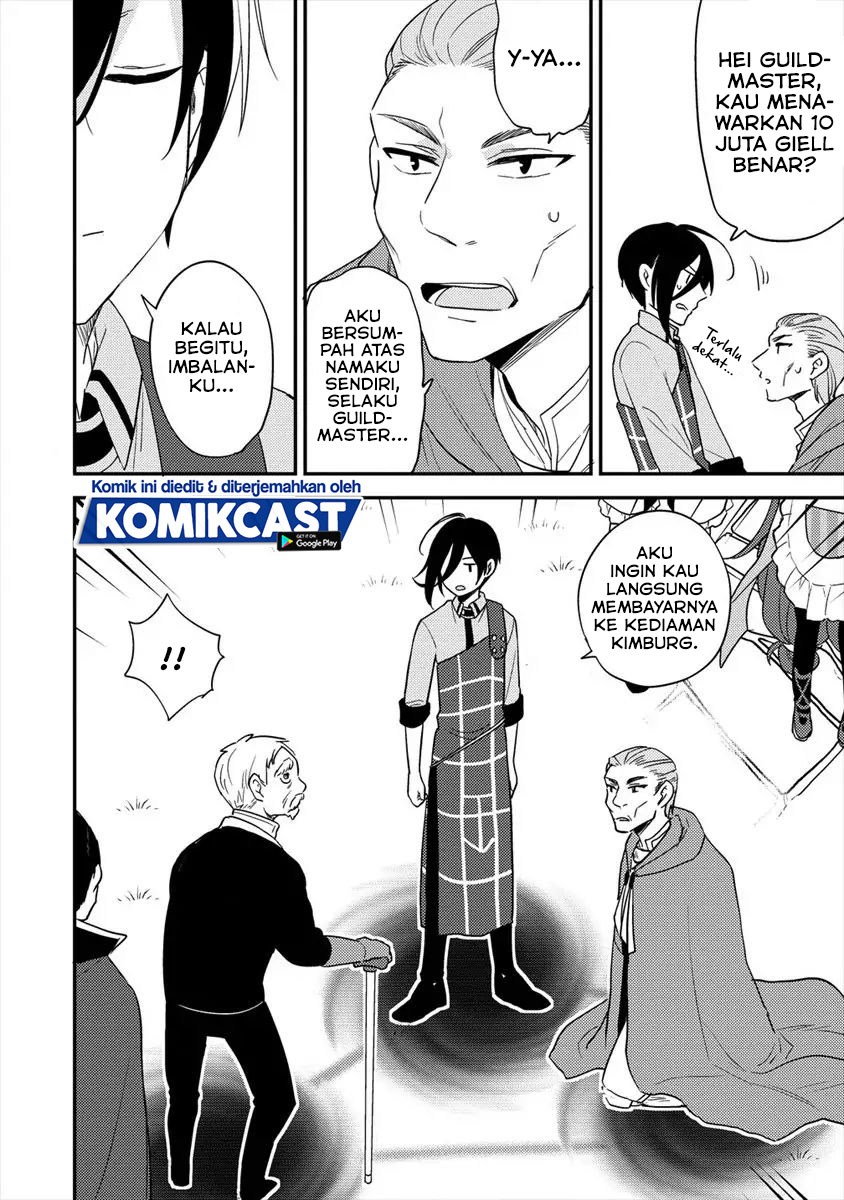 HEI GUILD-
MASTER,
KAU MENA-
WARKAN 10
JUTA GIELL
BENAR?
Terlalu
dekat...
Y-YA...
AKU
BERSUM-
PAH ATAS
NAMAKU
SENDIRI,
SELAKU
GUILD-
MASTER...
KALAU
BEGITU,
IMBALAN-
KU...
Komik ini diedit & diterjemahkan oleh
KOMIKCAST
GET IT ON
Google Play
AKU
INGIN KAU
LANGSUNG
MEMBAYARNYA
KE KEDIAMAN
KIMBURG.
!!